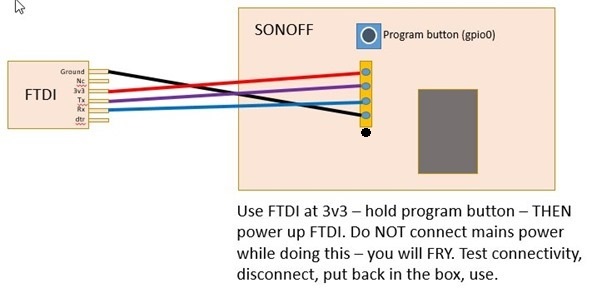 SONOFF
Program button (gpio0)
FTDI
Ground
Nc
3v3
Tx
Rx
dtr
Use FTDI at 3v3 – hold program button – THEN
power up FTDI. Do NOT connect mains power
while doing this – you will FRY. Test connectivity,
disconnect, put back in the box, use.